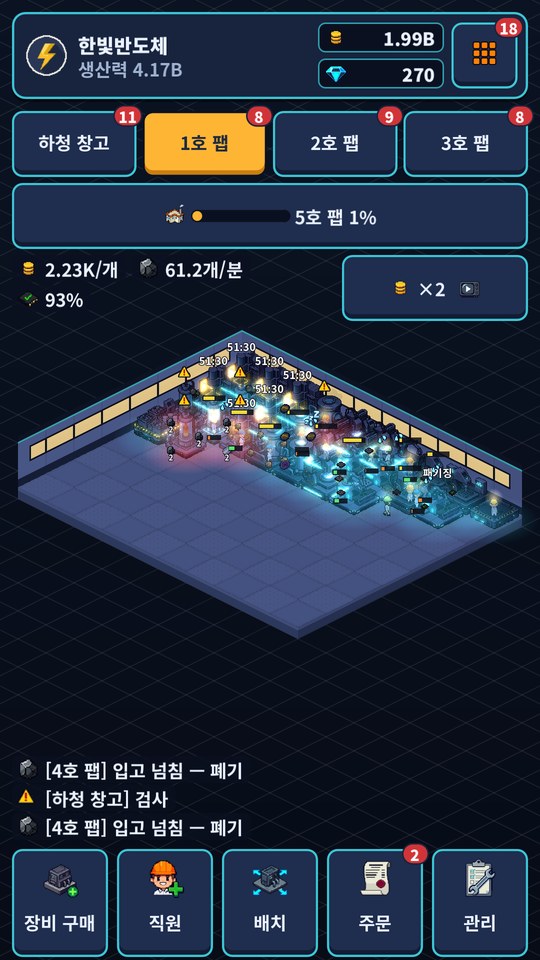 한빛반도체
생산력 4.17B
1.99B
270
18
하청 창고
11
1호 팹
8
2호 팹
9
3호 팹
8
5호 팹 1%
2.23K/개
61.2개/분
93%
×2
51:30
51:30
51:30
51:30
51:30
51:30
2
2
2
2
2
패키징
[4호 팹] 입고 넘침 — 폐기
[하청 창고] 검사
[4호 팹] 입고 넘침 — 폐기
장비 구매
직원
배치
주문
2
관리